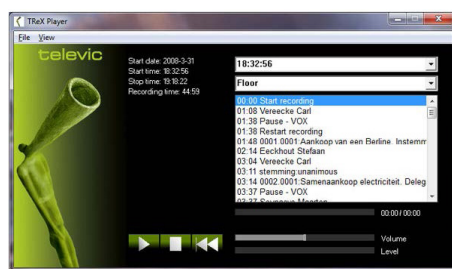 TReX Player
File View
televic
Start date: 2008-3-31
Start time: 18:32:56
Stop time: 19:18:22
Recording time: 44:59
18:32:56
Floor
00:00 Start recording
01:08 Vereecke Carl
01:38 Pause - VOX
01:38 Restart recording
01:48 0001.0001:Aankoop van een Berline. Instemm
02:14 Eeckhout Stefaan
03:04 Vereecke Carl
03:11 stemming:unanimous
03:14 0002.0001:Samenaankoop electriciteit. Deleg
03:37 Pause - VOX
03:37
00:00 / 00:00
Volume
Level